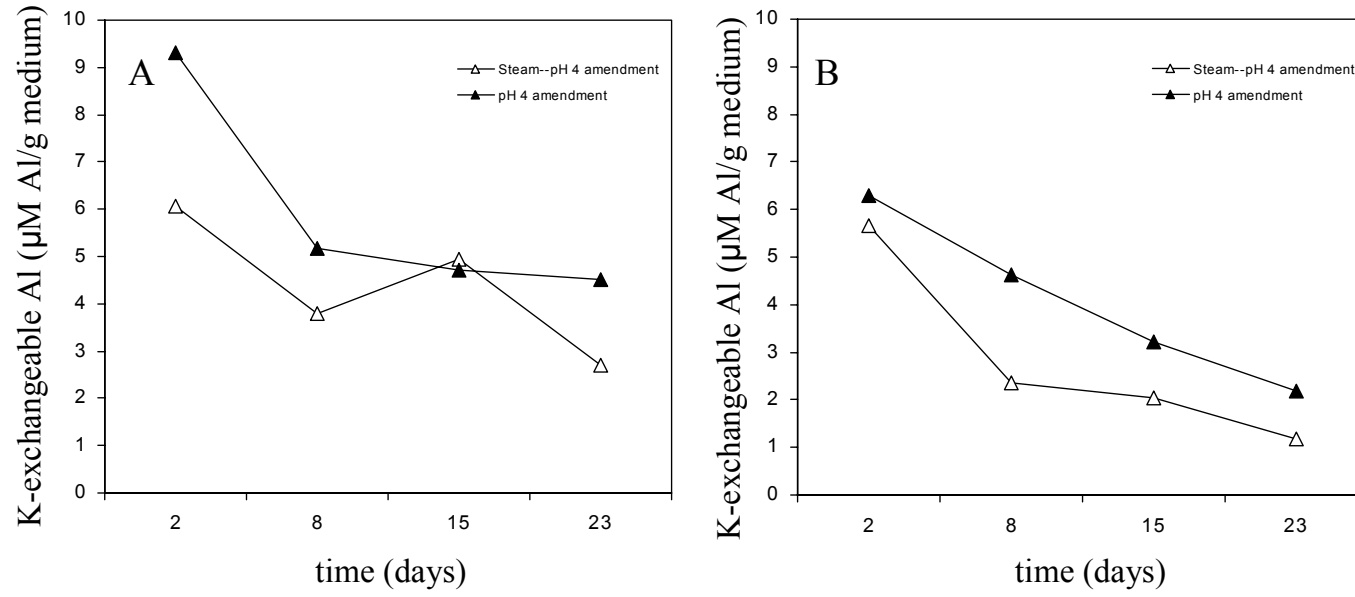 K-exchangeable Al (µM Al/g medium)
10
9
8
7
6
5
4
3
2
1
0
A
Steam--pH 4 amendment
pH 4 amendment
2 8 15 23
time (days)
K-exchangeable Al (µM Al/g medium)
10
9
8
7
6
5
4
3
2
1
0
B
Steam--pH 4 amendment
pH 4 amendment
2 8 15 23
time (days)